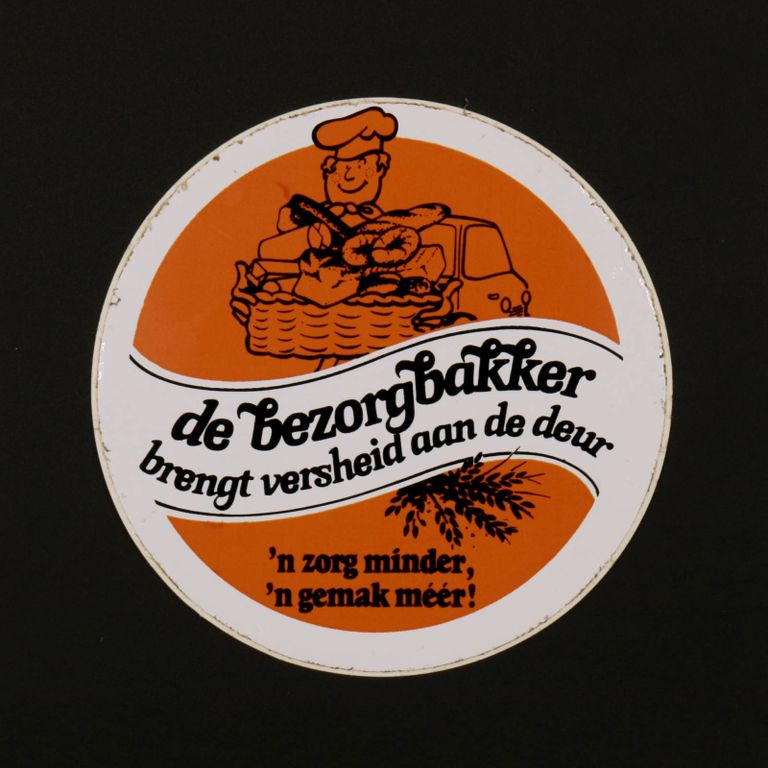 de bezorgbakker
brengt versheid aan de deur
'n zorg minder,
'n gemak méér!